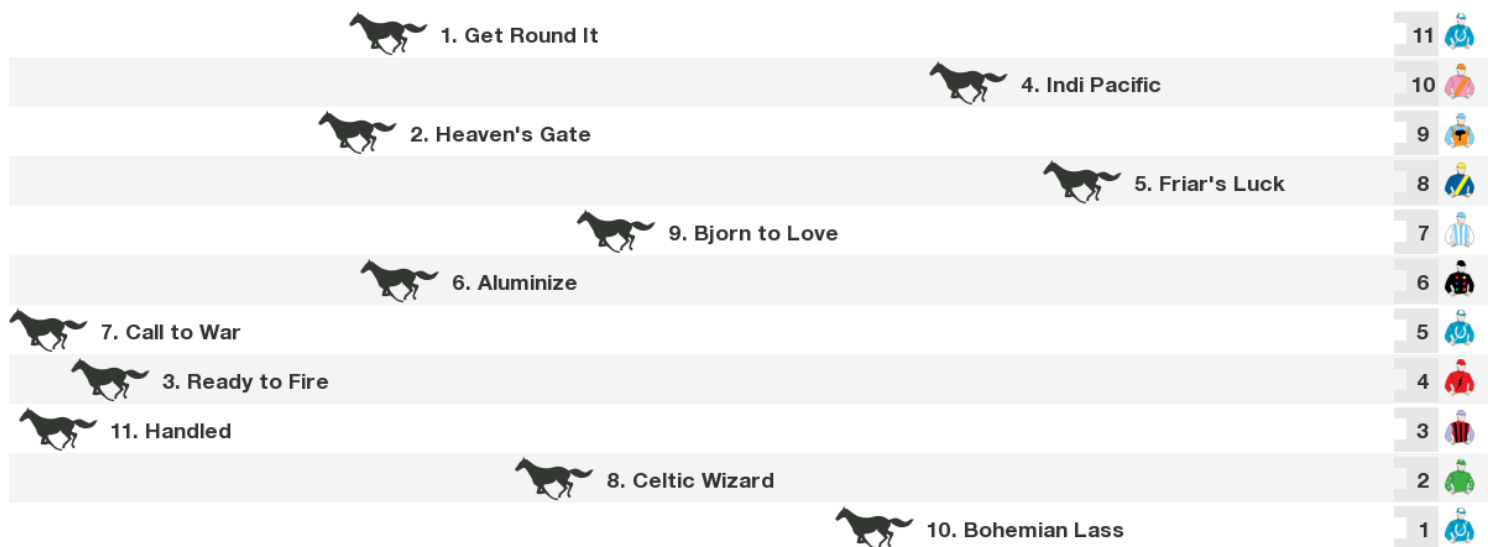 1. Get Round It 11
4. Indi Pacific 10
2. Heaven's Gate 9
5. Friar's Luck 8
9. Bjorn to Love 7
6. Aluminize 6
7. Call to War 5
3. Ready to Fire 4
11. Handled 3
8. Celtic Wizard 2
10. Bohemian Lass 1